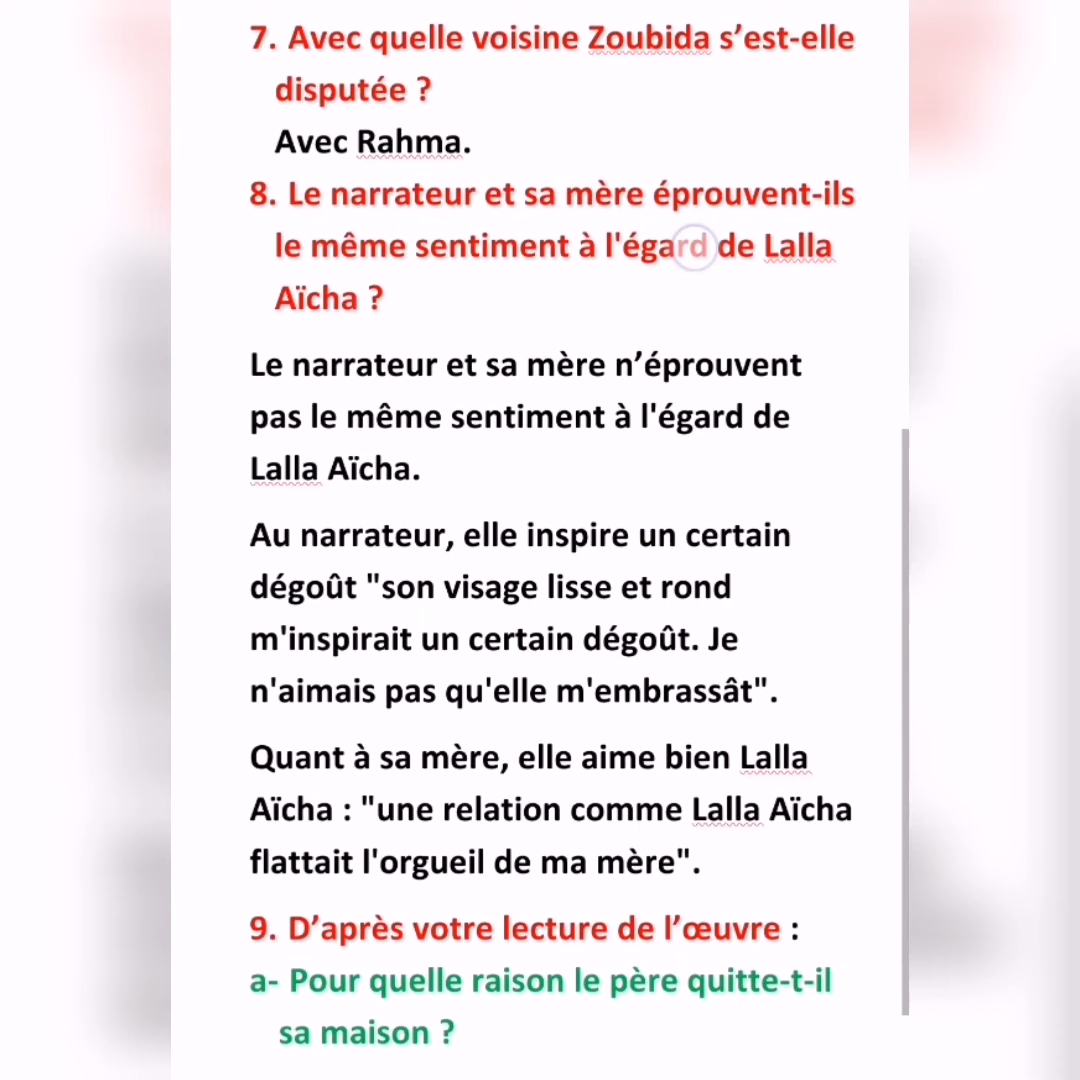 7. Avec quelle voisine Zoubida s’est-elle
disputée ?
Avec Rahma.
8. Le narrateur et sa mère éprouvent-ils
le même sentiment à l'égard de Lalla
Aïcha ?
Le narrateur et sa mère n’éprouvent
pas le même sentiment à l'égard de
Lalla Aïcha.
Au narrateur, elle inspire un certain
dégoût "son visage lisse et rond
m'inspirait un certain dégoût. Je
n'aimais pas qu'elle m'embrassât".
Quant à sa mère, elle aime bien Lalla
Aïcha : "une relation comme Lalla Aïcha
flattait l'orgueil de ma mère".
9. D’après votre lecture de l’œuvre :
a- Pour quelle raison le père quitte-t-il
sa maison ?